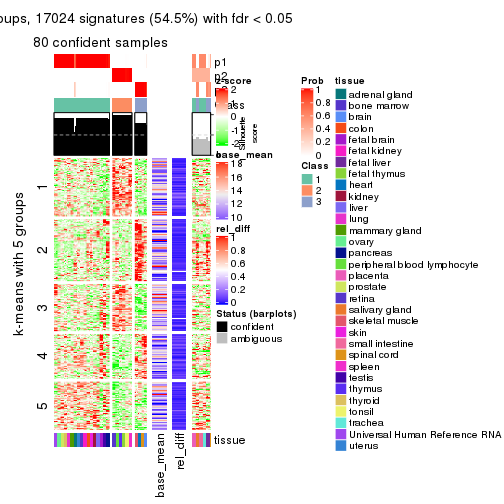 oups, 17024 signatures (54.5%) with fdr < 0.05
80 confident samples
p1
p2
z-score
2
1
0
-1
-2
Silhouette score
base_mean
18
16
14
12
10
rel_diff
1
0.8
0.6
0.4
0.2
0
Status (barplots)
confident
ambiguous
Prob
1
0.8
0.6
0.4
0.2
0
Class
1
2
3
tissue
adrenal gland
bone marrow
brain
colon
fetal brain
fetal kidney
fetal liver
fetal thymus
heart
kidney
liver
lung
mammary gland
ovary
pancreas
peripheral blood lymphocyte
placenta
prostate
retina
salivary gland
skeletal muscle
skin
small intestine
spinal cord
spleen
testis
thymus
thyroid
tonsil
trachea
Universal Human Reference RNA
uterus
k-means with 5 groups
1
2
3
4
5
tissue
base_mean
rel_diff